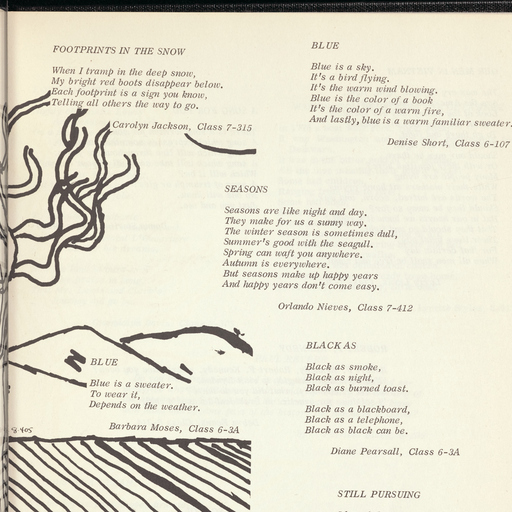 FOOTPRINTS IN THE SNOW
When I tramp in the deep snow,
My bright red boots disappear below.
Each footprint is a sign you know,
Telling all others the way to go.
Carolyn Jackson, Class 7-315
BLUE
Blue is a sky.
It's a bird flying.
It's the warm wind blowing.
Blue is the color of a book
It's the color of a warm fire,
And lastly, blue is a warm familiar sweater.
Denise Short, Class 6-107
SEASONS
Seasons are like night and day.
They make for us a sunny way.
The winter season is sometimes dull,
Summer's good with the seagull.
Spring can waft you anywhere.
Autumn is everywhere.
But seasons make up happy years
And happy years don't come easy.
Orlando Nieves, Class 7-412
BLUE
Blue is a sweater.
To wear it,
Depends on the weather.
Barbara Moses, Class 6-3A
8-405
BLACK AS
Black as smoke,
Black as night,
Black as burned toast.
Black as a blackboard,
Black as a telephone,
Black as black can be.
Diane Pearsall, Class 6-3A
STILL PURSUING